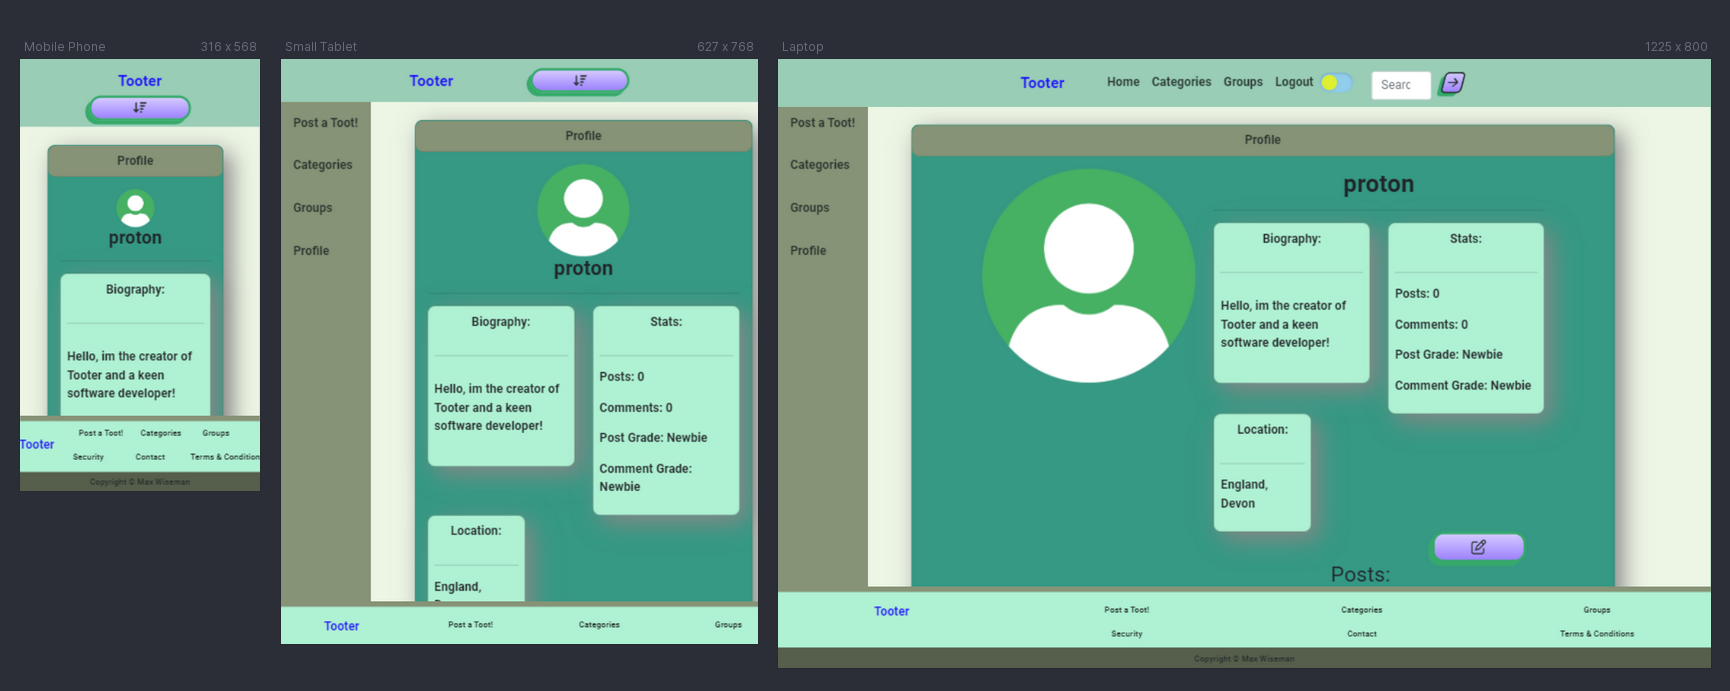 Mobile Phone 316 x 568
Tooter
Profile
proton
Biography:
Hello, im the creator of
Tooter and a keen
software developer!
Tooter
Post a Toot! Categories Groups
Security Contact Terms & Condition
Copyright © Max Wiseman
Small Tablet 627 x 768
Tooter
Post a Toot!
Categories
Groups
Profile
Profile
proton
Biography:
Hello, im the creator of
Tooter and a keen
software developer!
Stats:
Posts: 0
Comments: 0
Post Grade: Newbie
Comment Grade:
Newbie
Location:
England,
Tooter Post a Toot! Categories Groups
Laptop 1225 x 800
Tooter Home Categories Groups Logout Searc
Post a Toot!
Categories
Groups
Profile
Profile
proton
Biography:
Hello, im the creator of
Tooter and a keen
software developer!
Stats:
Posts: 0
Comments: 0
Post Grade: Newbie
Comment Grade: Newbie
Location:
England,
Devon
Posts:
Tooter Post a Toot! Categories Groups
Security Contact Terms & Conditions
Copyright © Max Wiseman